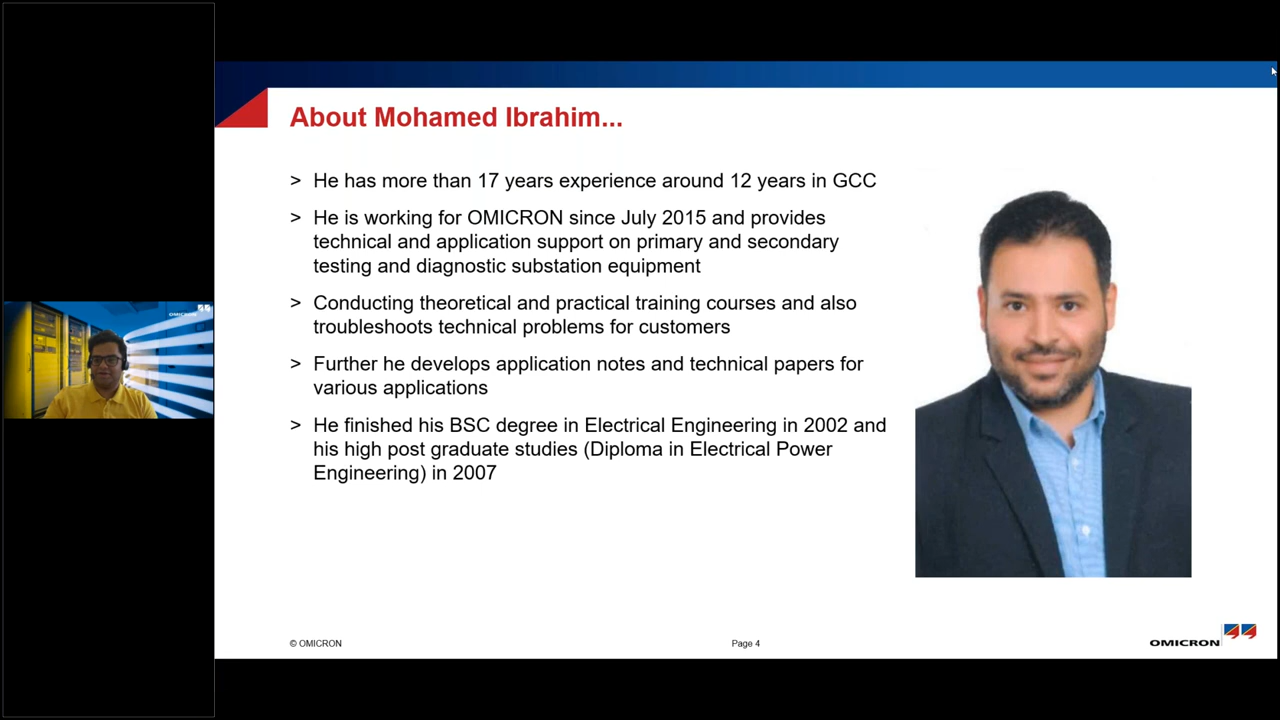 About Mohamed Ibrahim...
> He has more than 17 years experience around 12 years in GCC
> He is working for OMICRON since July 2015 and provides
technical and application support on primary and secondary
testing and diagnostic substation equipment
> Conducting theoretical and practical training courses and also
troubleshoots technical problems for customers
> Further he develops application notes and technical papers for
various applications
> He finished his BSC degree in Electrical Engineering in 2002 and
his high post graduate studies (Diploma in Electrical Power
Engineering) in 2007
OMICRON
© OMICRON
Page 4
OMICRON